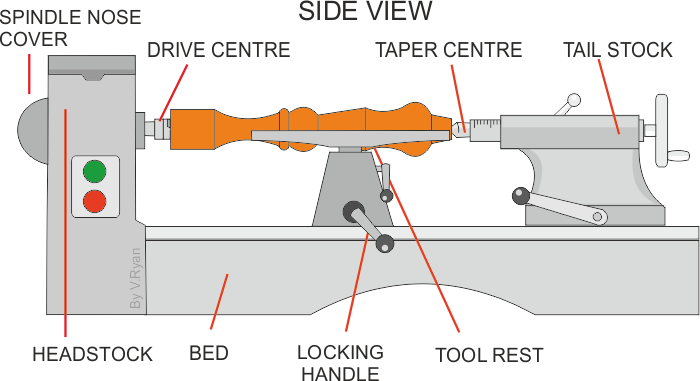 SIDE VIEW
SPINDLE NOSE
COVER
DRIVE CENTRE
TAPER CENTRE
TAIL STOCK
By V.Ryan
HEADSTOCK
BED
LOCKING
HANDLE
TOOL REST